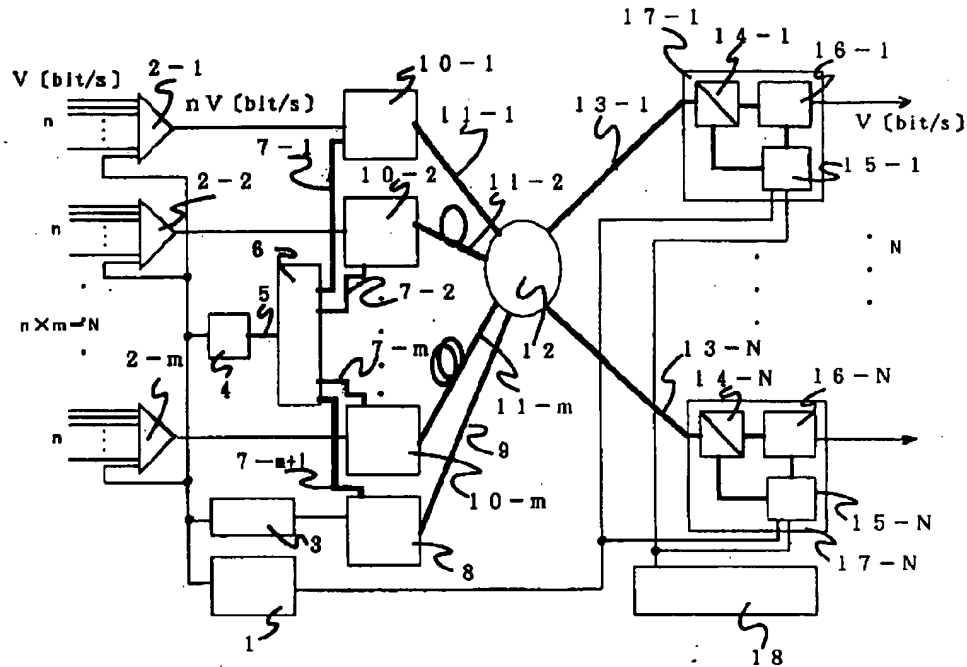 17-1
14-1
16-1
V [bit/s]
2-1
n V [bit/s]
10-1
n
11-1
13-1
V [bit/s]
7-1
15-1
2-2
10-2
11-2
n
6
N
5
7-2
n×m=N
12
4
7-m
13-N
2-m
14-N
16-N
11-m
n
9
7-m+1
10-m
15-N
3
8
17-N
1
18